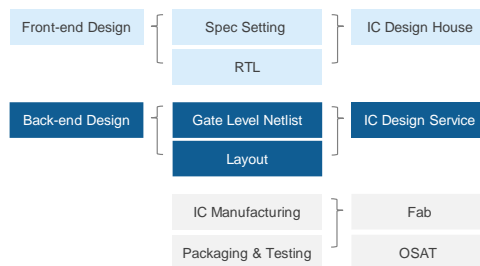 Front-end Design
Spec Setting
IC Design House
RTL
Back-end Design
Gate Level Netlist
IC Design Service
Layout
IC Manufacturing
Fab
Packaging & Testing
OSAT